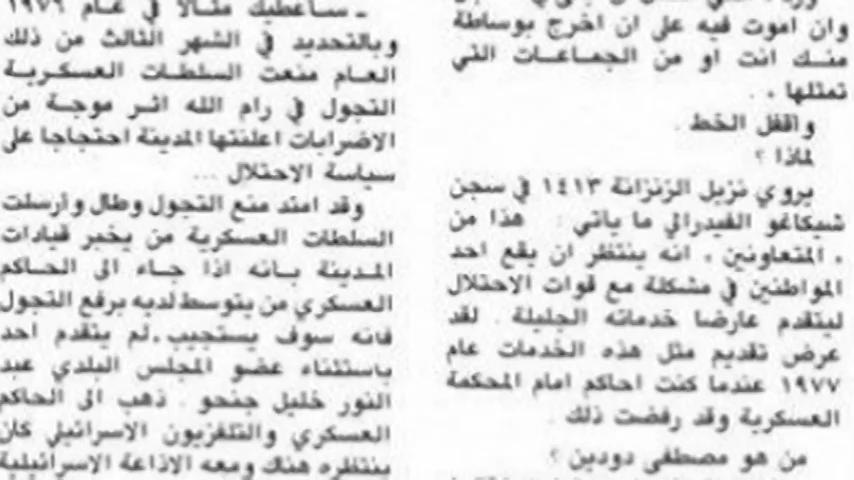 وان اموت فيه على ان اخرج بوساطة
منك انت او من الجماعات التي
تمثلها .
واقفل الخط .
لماذا ؟
يروي نزيل الزنزانة ١٤١٣ في سجن
شيكاغو الفيدرالي ما ياتي : هذا من
. المتعاونين . انه ينتظر ان يقع احد
المواطنين في مشكلة مع قوات الاحتلال
ليتقدم عارضا خدماته الجليلة . لقد
عرض تقديم مثل هذه الخدمات عام
١٩٧٧ عندما كنت احاكم امام المحكمة
العسكرية وقد رفضت ذلك .
من هو مصطفى دودين ؟
ـ ساعطيك مثالا في عام ١٩٧٦
وبالتحديد في الشهر الثالث من ذلك
العام منعت السلطات العسكرية
التجول في رام الله اثر موجة من
الاضرابات اعلنتها المدينة احتجاجا على
سياسة الاحتلال ...
وقد امتد منع التجول وطال وأرسلت
السلطات العسكرية من يخبر قيادات
المدينة بانه اذا جاء الى الحاكم
العسكري من يتوسط لديه برفع التجول
فانه سوف يستجيب . لم يتقدم احد
باستثناء عضو المجلس البلدي عبد
النور خليل جنحو . ذهب الى الحاكم
العسكري والتلفزيون الاسرائيلي كان
ينتظره هناك ومعه الاذاعة الاسرائيلية